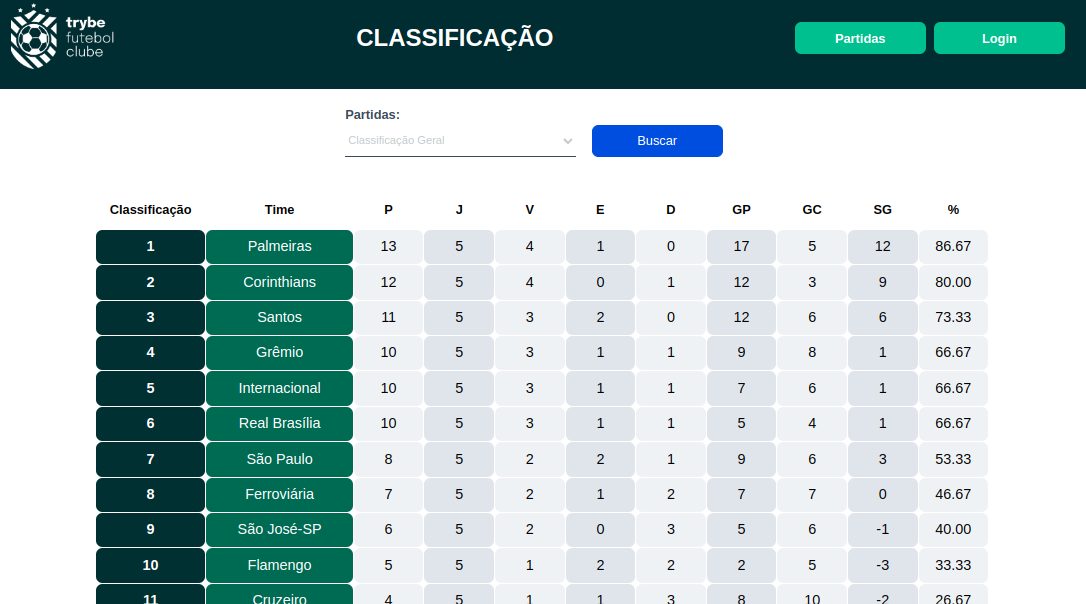 trybe
futebol
clube
CLASSIFICAÇÃO
Partidas
Login
Partidas:
Classificação Geral
Buscar
Classificação Time P J V E D GP GC SG %
1 Palmeiras 13 5 4 1 0 17 5 12 86.67
2 Corinthians 12 5 4 0 1 12 3 9 80.00
3 Santos 11 5 3 2 0 12 6 6 73.33
4 Grêmio 10 5 3 1 1 9 8 1 66.67
5 Internacional 10 5 3 1 1 7 6 1 66.67
6 Real Brasília 10 5 3 1 1 5 4 1 66.67
7 São Paulo 8 5 2 2 1 9 6 3 53.33
8 Ferroviária 7 5 2 1 2 7 7 0 46.67
9 São José-SP 6 5 2 0 3 5 6 -1 40.00
10 Flamengo 5 5 1 2 2 2 5 -3 33.33
11 Cruzeiro 4 5 1 1 3 8 10 -2 26.67